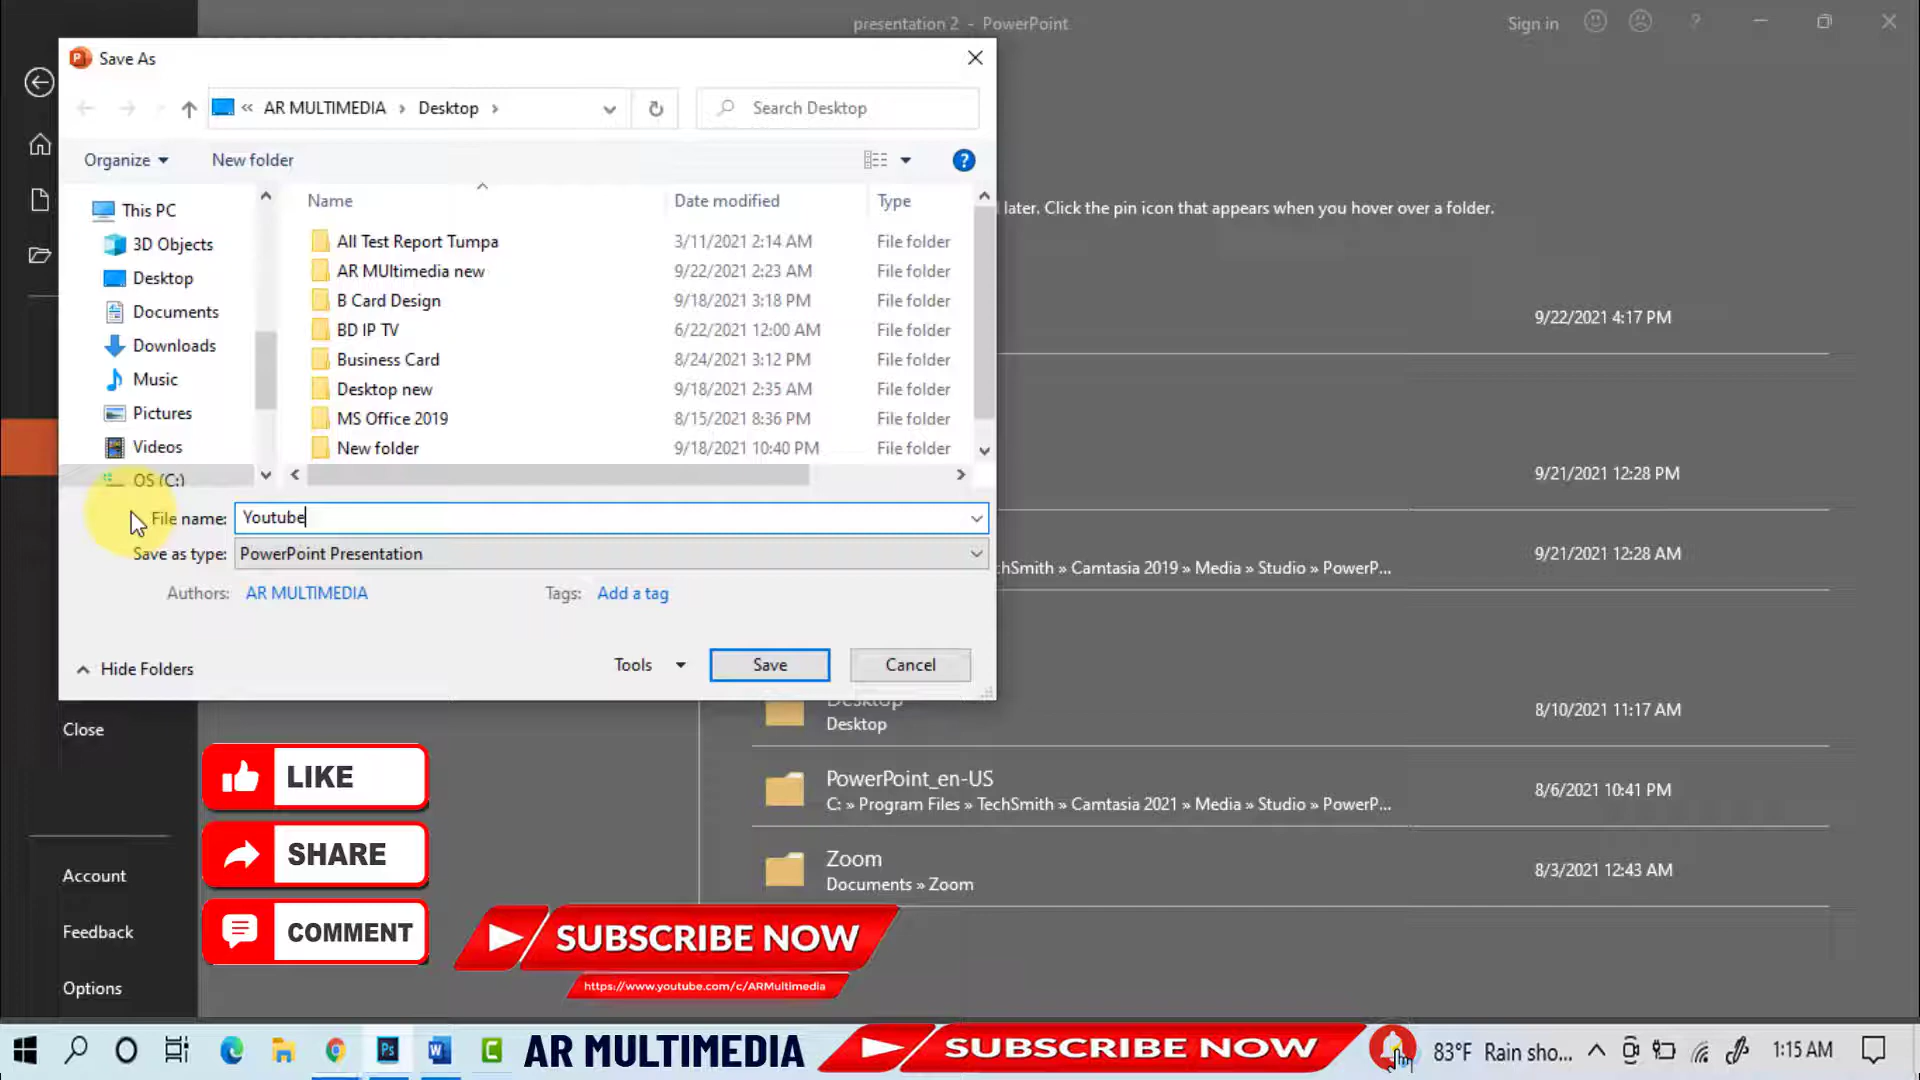 presentation 2 - PowerPoint
Sign in
?
Save As
« AR MULTIMEDIA › Desktop ›
Search Desktop
Organize
New folder
?
Name Date modified Type
This PC
3D Objects
Desktop
Documents
Downloads
Music
Pictures
Videos
OS (C:)
All Test Report Tumpa 3/11/2021 2:14 AM File folder
AR MUltimedia new 9/22/2021 2:23 AM File folder
B Card Design 9/18/2021 3:18 PM File folder
BD IP TV 6/22/2021 12:00 AM File folder
Business Card 8/24/2021 3:12 PM File folder
Desktop new 9/18/2021 2:35 AM File folder
MS Office 2019 8/15/2021 8:36 PM File folder
New folder 9/18/2021 10:40 PM File folder
File name: Youtube
Save as type: PowerPoint Presentation
Authors: AR MULTIMEDIA Tags: Add a tag
Hide Folders
Tools Save Cancel
later. Click the pin icon that appears when you hover over a folder.
9/22/2021 4:17 PM
9/21/2021 12:28 PM
9/21/2021 12:28 AM
hSmith » Camtasia 2019 » Media » Studio » PowerP...
Desktop
Desktop
8/10/2021 11:17 AM
PowerPoint_en-US
C: » Program Files » TechSmith » Camtasia 2021 » Media » Studio » PowerP...
8/6/2021 10:41 PM
Zoom
Documents » Zoom
8/3/2021 12:43 AM
Close
Account
Feedback
Options
LIKE
SHARE
COMMENT
SUBSCRIBE NOW
https://www.youtube.com/c/ARMultimedia
Ps
W
C
AR MULTIMEDIA
SUBSCRIBE NOW
83°F Rain sho...
1:15 AM